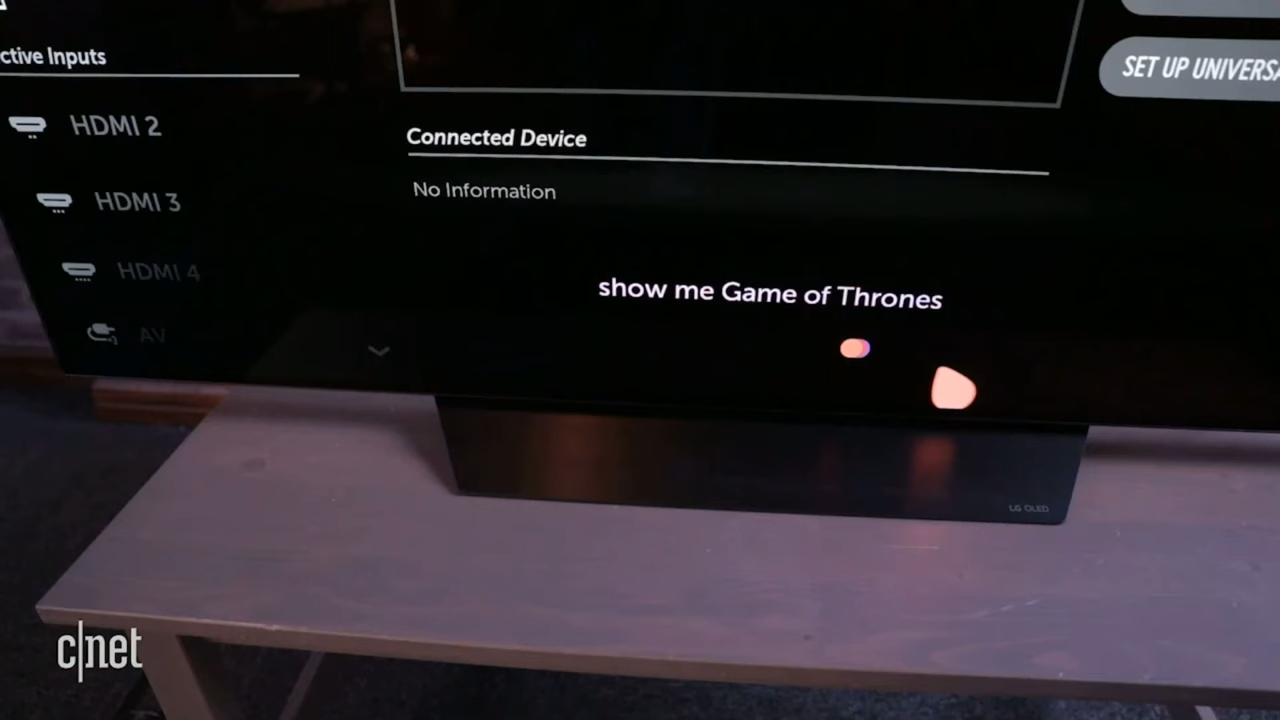 ctive Inputs
SET UP UNIVERSA
HDMI 2
Connected Device
HDMI 3
No Information
HDMI 4
show me Game of Thrones
AV
LG OLED
c|net